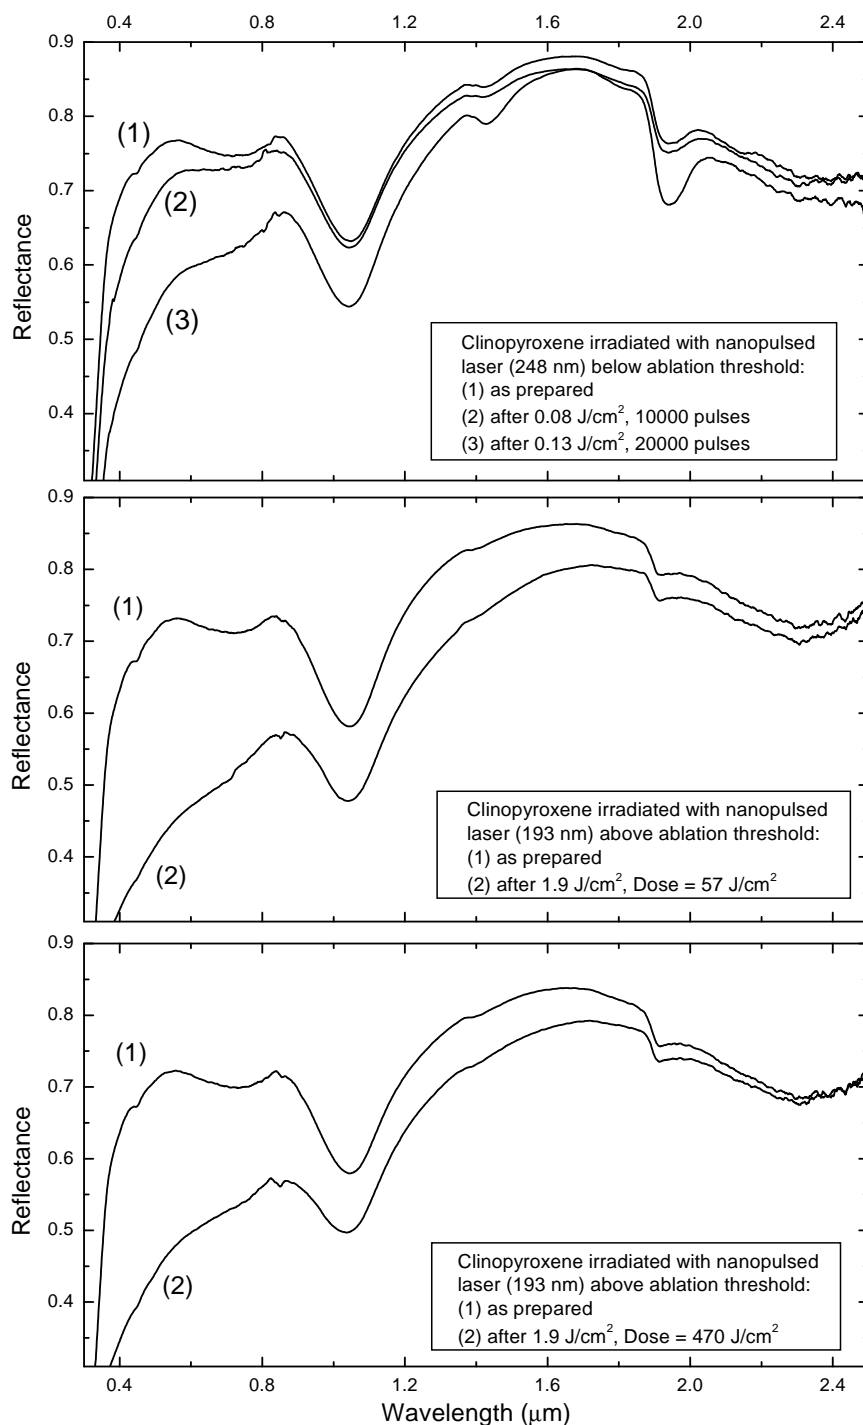 0.4 0.8 1.2 1.6 2.0 2.4
0.9
0.8
0.7
0.6
0.5
0.4
Reflectance
(1)
(2)
(3)
Clinopyroxene irradiated with nanopulsed
laser (248 nm) below ablation threshold:
(1) as prepared
(2) after 0.08 J/cm², 10000 pulses
(3) after 0.13 J/cm², 20000 pulses
0.9
0.8
0.7
0.6
0.5
0.4
Reflectance
(1)
(2)
Clinopyroxene irradiated with nanopulsed
laser (193 nm) above ablation threshold:
(1) as prepared
(2) after 1.9 J/cm², Dose = 57 J/cm²
0.9
0.8
0.7
0.6
0.5
0.4
Reflectance
(1)
(2)
Clinopyroxene irradiated with nanopulsed
laser (193 nm) above ablation threshold:
(1) as prepared
(2) after 1.9 J/cm², Dose = 470 J/cm²
0.4 0.8 1.2 1.6 2.0 2.4
Wavelength (μm)